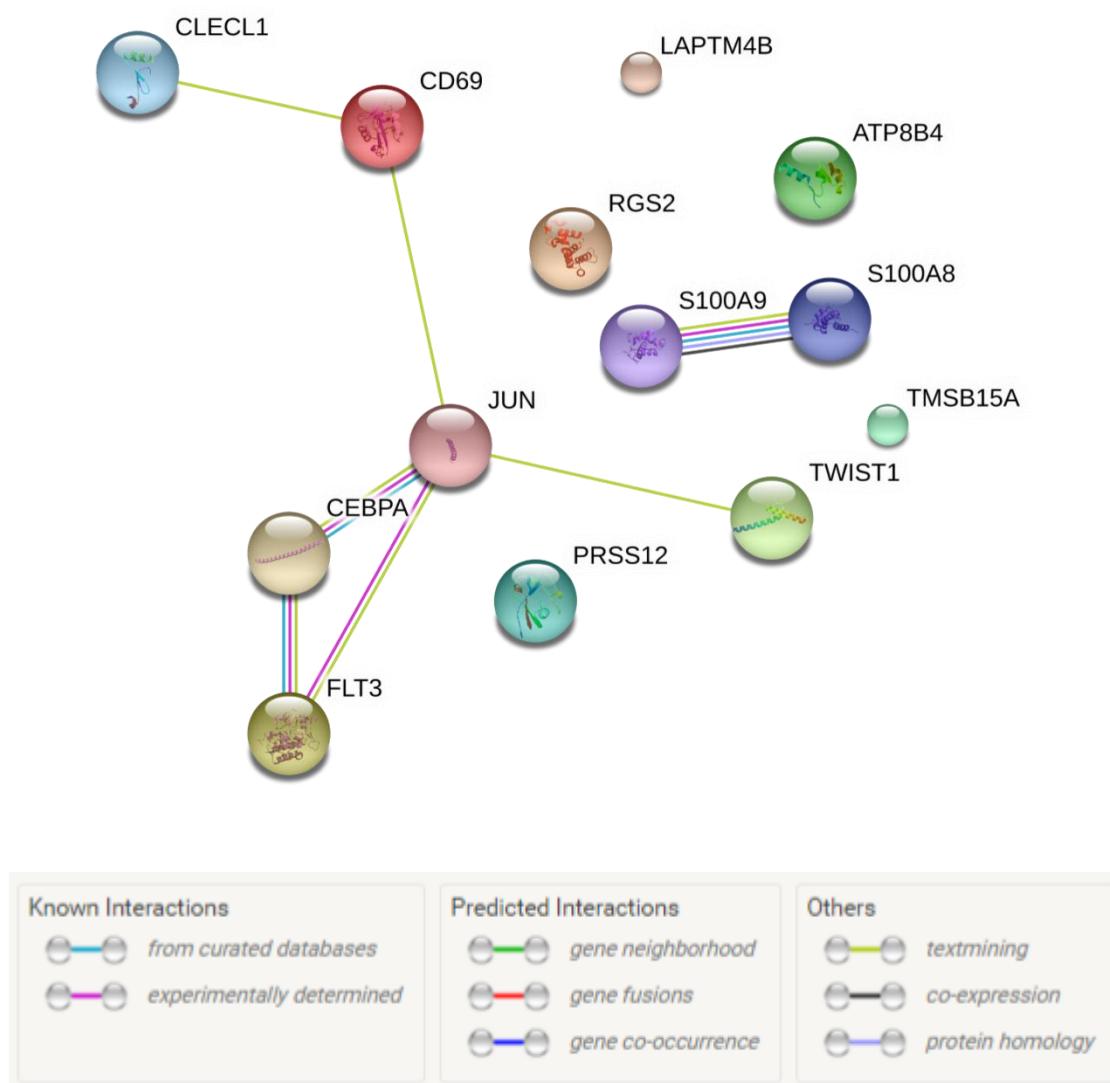 CLECL1
LAPTM4B
CD69
ATP8B4
RGS2
S100A8
S100A9
JUN
TMSB15A
TWIST1
CEBPA
PRSS12
FLT3
Known Interactions
from curated databases
experimentally determined
Predicted Interactions
gene neighborhood
gene fusions
gene co-occurrence
Others
textmining
co-expression
protein homology